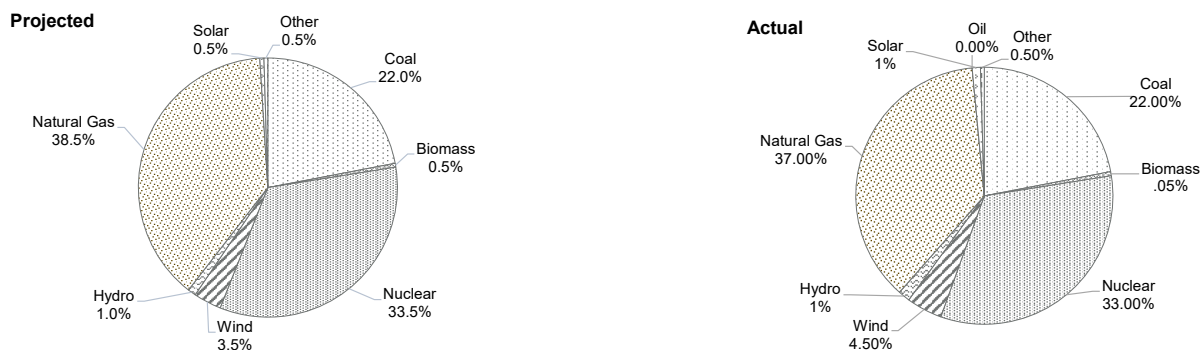 Projected
Solar
0.5%
Other
0.5%
Coal
22.0%
Natural Gas
38.5%
Biomass
0.5%
Hydro
1.0%
Wind
3.5%
Nuclear
33.5%
Actual
Solar
1%
Oil
0.00%
Other
0.50%
Coal
22.00%
Natural Gas
37.00%
Biomass
.05%
Hydro
1%
Wind
4.50%
Nuclear
33.00%